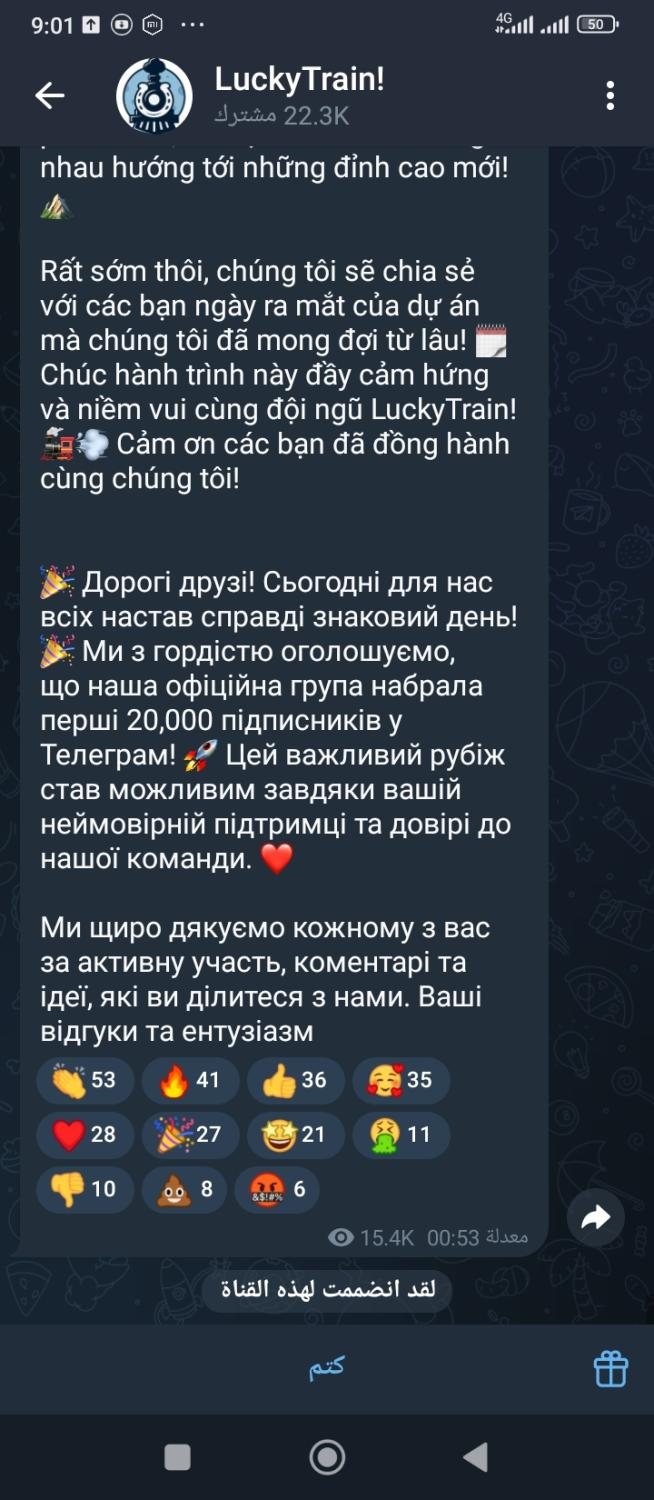 9:01
4G
50
LuckyTrain!
22.3K مشترك
nhau hướng tới những đỉnh cao mới!
⛰️
Rất sớm thôi, chúng tôi sẽ chia sẻ
với các bạn ngày ra mắt của dự án
mà chúng tôi đã mong đợi từ lâu! 🗓️
Chúc hành trình này đầy cảm hứng
và niềm vui cùng đội ngũ LuckyTrain!
🚂💨 Cảm ơn các bạn đã đồng hành
cùng chúng tôi!
🎉 Дорогі друзі! Сьогодні для нас
всіх настав справді знаковий день!
🎉 Ми з гордістю оголошуємо,
що наша офіційна група набрала
перші 20,000 підписників у
Телеграм! 🚀 Цей важливий рубіж
став можливим завдяки вашій
неймовірній підтримці та довірі до
нашої команди. ❤️
Ми щиро дякуємо кожному з вас
за активну участь, коментарі та
ідеї, які ви ділитеся з нами. Ваші
відгуки та ентузіазм
👏 53 🔥 41 👍 36 🥰 35
❤️ 28 🎉 27 🤩 21 🤮 11
👎 10 💩 8 🤬 6
15.4K 00:53 معدلة
لقد انضممت لهذه القناة
كتم